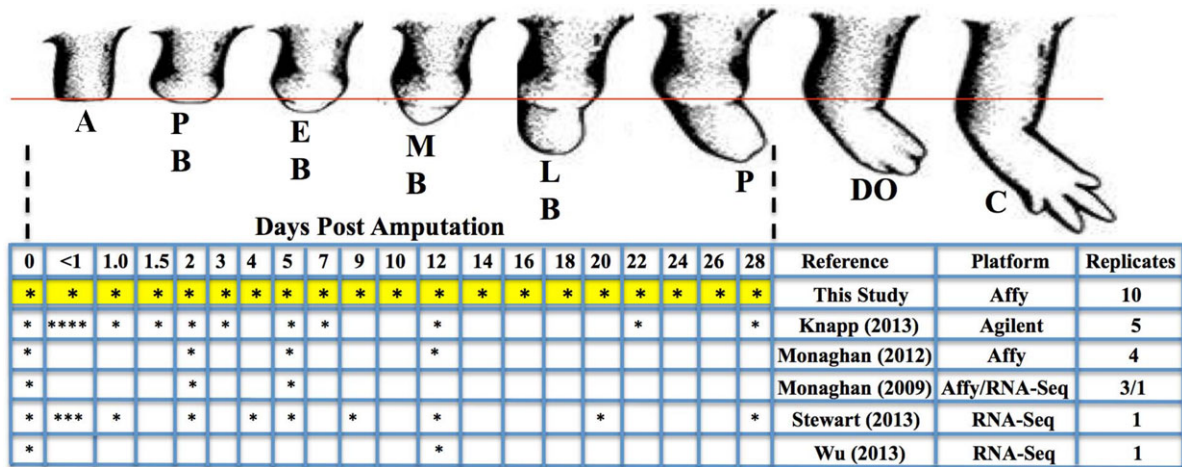 A
P
B
E
B
M
B
L
B
P
DO
C
Days Post Amputation
0 <1 1.0 1.5 2 3 4 5 7 9 10 12 14 16 18 20 22 24 26 28 Reference Platform Replicates
* * * * * * * * * * * * * * * * * * * * This Study Affy 10
* **** * * * * * * * * * Knapp (2013) Agilent 5
* * * * Monaghan (2012) Affy 4
* * * Monaghan (2009) Affy/RNA-Seq 3/1
* *** * * * * * * * * Stewart (2013) RNA-Seq 1
* * Wu (2013) RNA-Seq 1